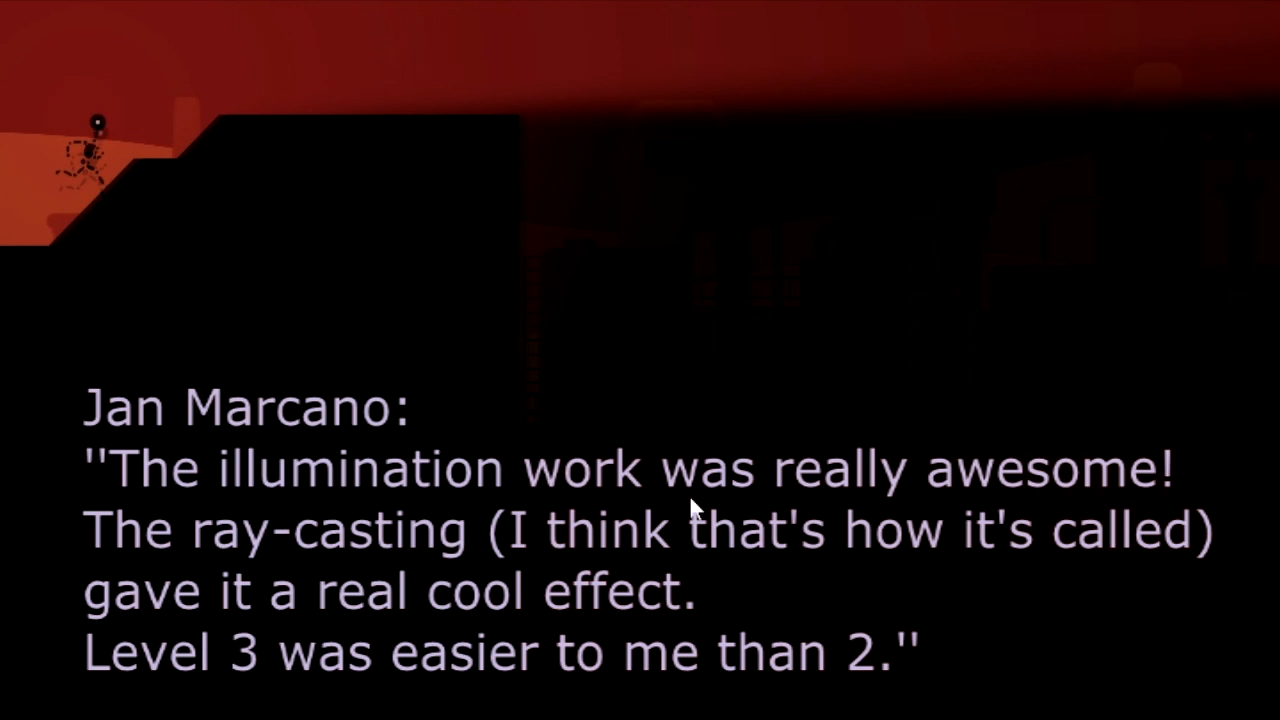 Jan Marcano:
"The illumination work was really awesome!
The ray-casting (I think that's how it's called)
gave it a real cool effect.
Level 3 was easier to me than 2."